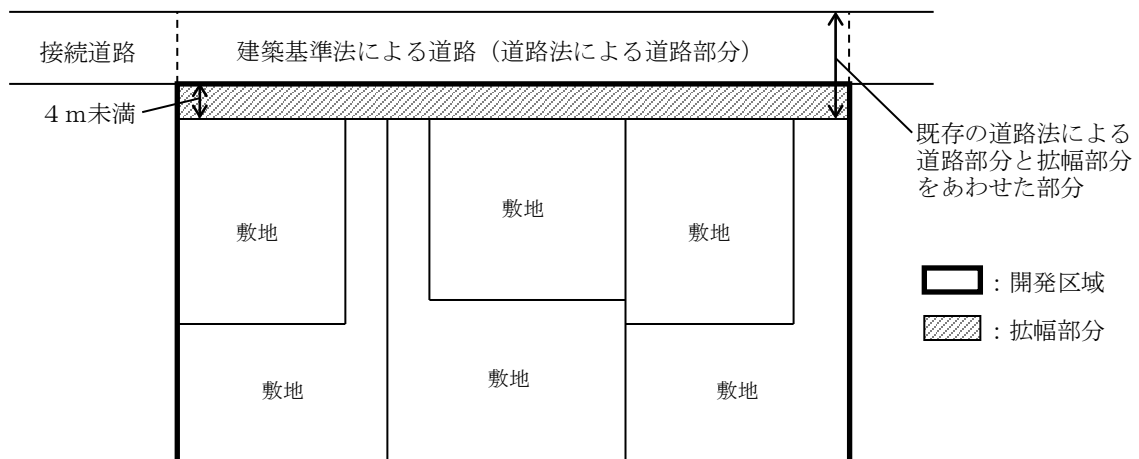 接続道路
建築基準法による道路（道路法による道路部分）
４ｍ未満
既存の道路法による
道路部分と拡幅部分
をあわせた部分
敷地
敷地
敷地
：開発区域
：拡幅部分
敷地
敷地
敷地